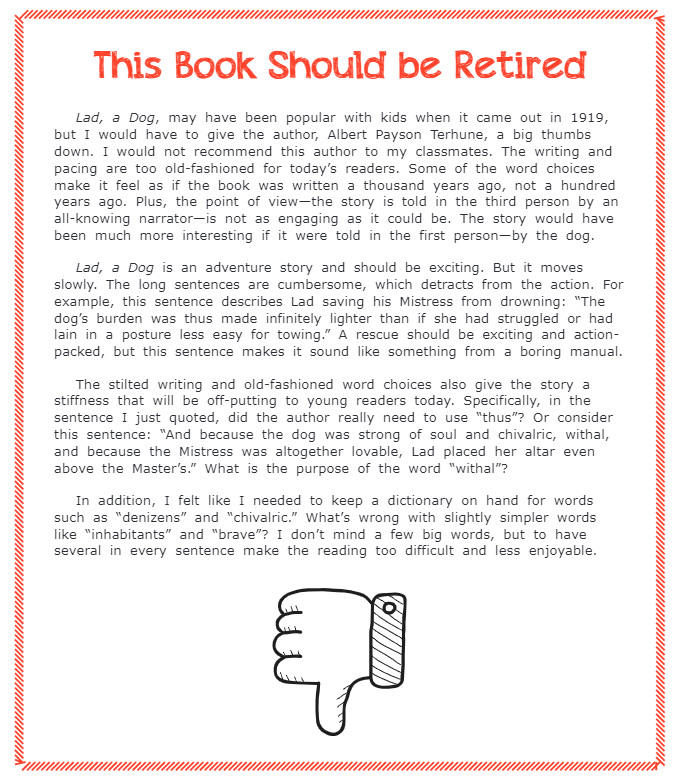 This Book Should be Retired
Lad, a Dog, may have been popular with kids when it came out in 1919,
but I would have to give the author, Albert Payson Terhune, a big thumbs
down. I would not recommend this author to my classmates. The writing and
pacing are too old-fashioned for today’s readers. Some of the word choices
make it feel as if the book was written a thousand years ago, not a hundred
years ago. Plus, the point of view—the story is told in the third person by an
all-knowing narrator—is not as engaging as it could be. The story would have
been much more interesting if it were told in the first person—by the dog.
Lad, a Dog is an adventure story and should be exciting. But it moves
slowly. The long sentences are cumbersome, which detracts from the action. For
example, this sentence describes Lad saving his Mistress from drowning: “The
dog’s burden was thus made infinitely lighter than if she had struggled or had
lain in a posture less easy for towing.” A rescue should be exciting and action-
packed, but this sentence makes it sound like something from a boring manual.
The stilted writing and old-fashioned word choices also give the story a
stiffness that will be off-putting to young readers today. Specifically, in the
sentence I just quoted, did the author really need to use “thus”? Or consider
this sentence: “And because the dog was strong of soul and chivalric, withal,
and because the Mistress was altogether lovable, Lad placed her altar even
above the Master’s.” What is the purpose of the word “withal”?
In addition, I felt like I needed to keep a dictionary on hand for words
such as “denizens” and “chivalric.” What’s wrong with slightly simpler words
like “inhabitants” and “brave”? I don’t mind a few big words, but to have
several in every sentence make the reading too difficult and less enjoyable.